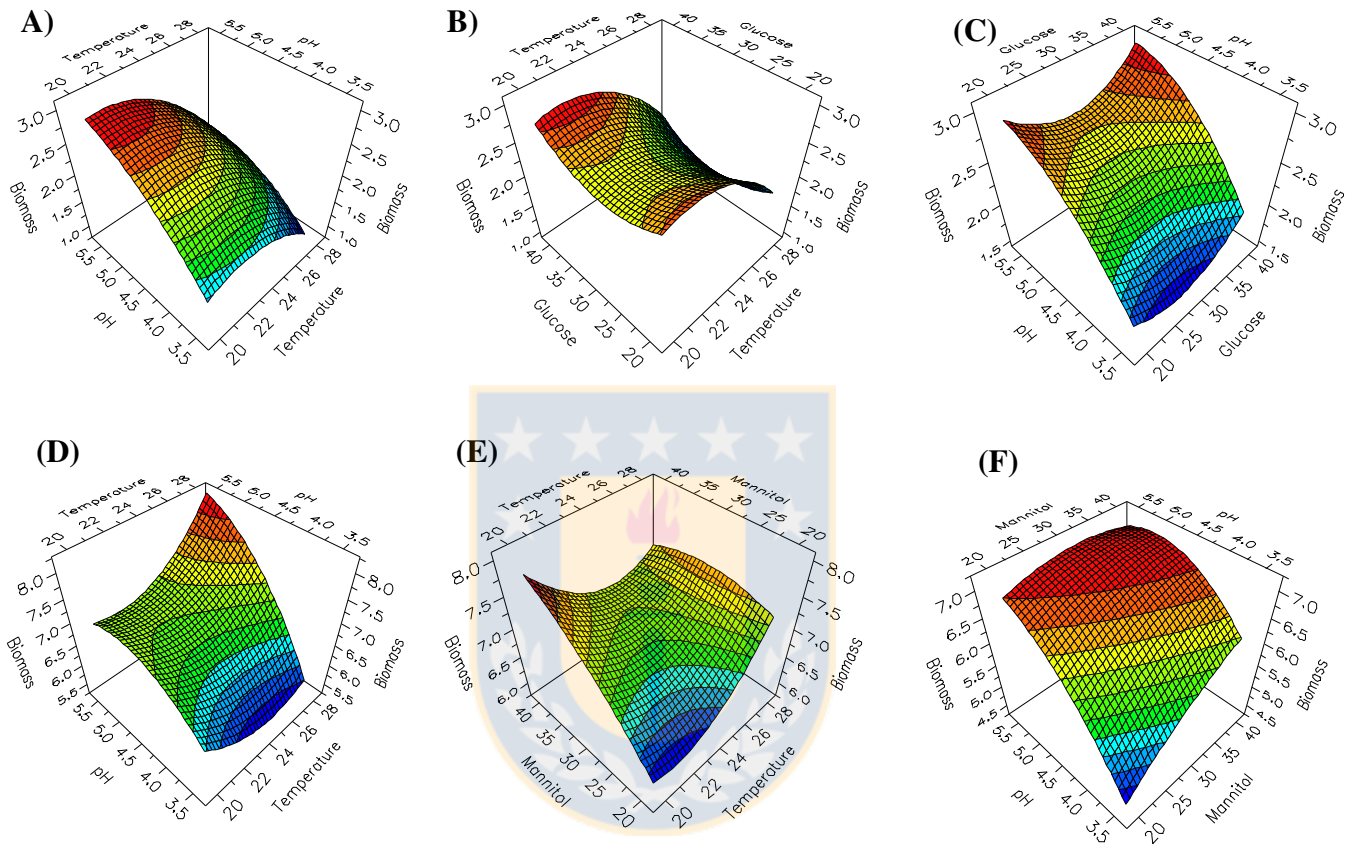 A)
Temperature
20 22 24 26 28
pH
5.5 5.0 4.5 4.0 3.5
Biomass
3.0 2.5 2.0 1.5 1.0
Biomass
3.0 2.5 2.0 1.5 1.0
pH
5.5 5.0 4.5 4.0 3.5
Temperature
20 22 24 26 28
B)
Temperature
20 22 24 26 28
Glucose
40 35 30 25 20
Biomass
3.0 2.5 2.0 1.5 1.0
Biomass
3.0 2.5 2.0 1.5 1.0
Glucose
40 35 30 25 20
Temperature
20 22 24 26 28
(C)
Glucose
20 25 30 35 40
pH
5.5 5.0 4.5 4.0 3.5
Biomass
3.0 2.5 2.0 1.5
Biomass
3.0 2.5 2.0 1.5
pH
5.5 5.0 4.5 4.0 3.5
Glucose
20 25 30 35 40
(D)
Temperature
20 22 24 26 28
pH
5.5 5.0 4.5 4.0 3.5
Biomass
8.0 7.5 7.0 6.5 6.0 5.5
Biomass
8.0 7.5 7.0 6.5 6.0 5.5
pH
5.5 5.0 4.5 4.0 3.5
Temperature
20 22 24 26 28
(E)
Temperature
20 22 24 26 28
Mannitol
40 35 30 25 20
Biomass
8.0 7.5 7.0 6.5 6.0
Biomass
8.0 7.5 7.0 6.5 6.0
Mannitol
40 35 30 25 20
Temperature
20 22 24 26 28
(F)
Mannitol
20 25 30 35 40
pH
5.5 5.0 4.5 4.0 3.5
Biomass
7.0 6.5 6.0 5.5 5.0 4.5
Biomass
7.0 6.5 6.0 5.5 5.0 4.5
pH
5.5 5.0 4.5 4.0 3.5
Mannitol
20 25 30 35 40